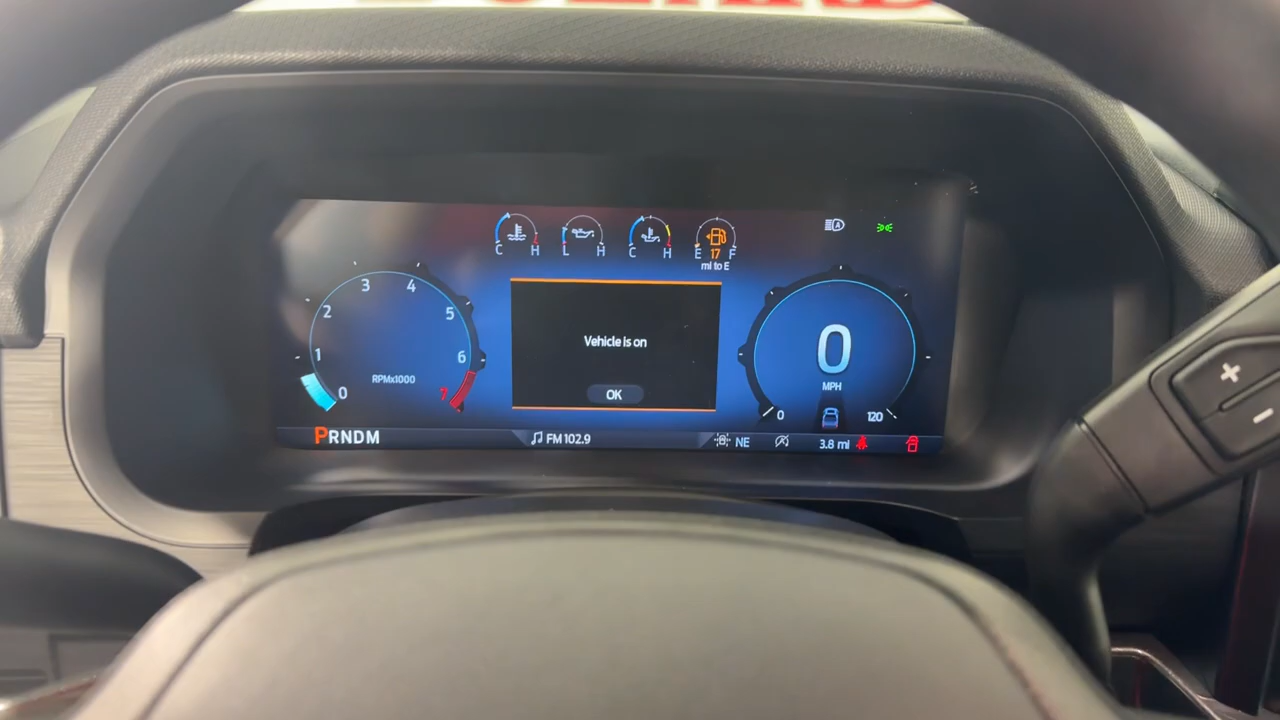 C H
L H
C H
E 17 F
mi to E
A
0
1
2
3
4
5
6
7
RPMx1000
Vehicle is on
OK
0
MPH
0
120
PRNDM
FM 102.9
NE
3.8 mi
+
-